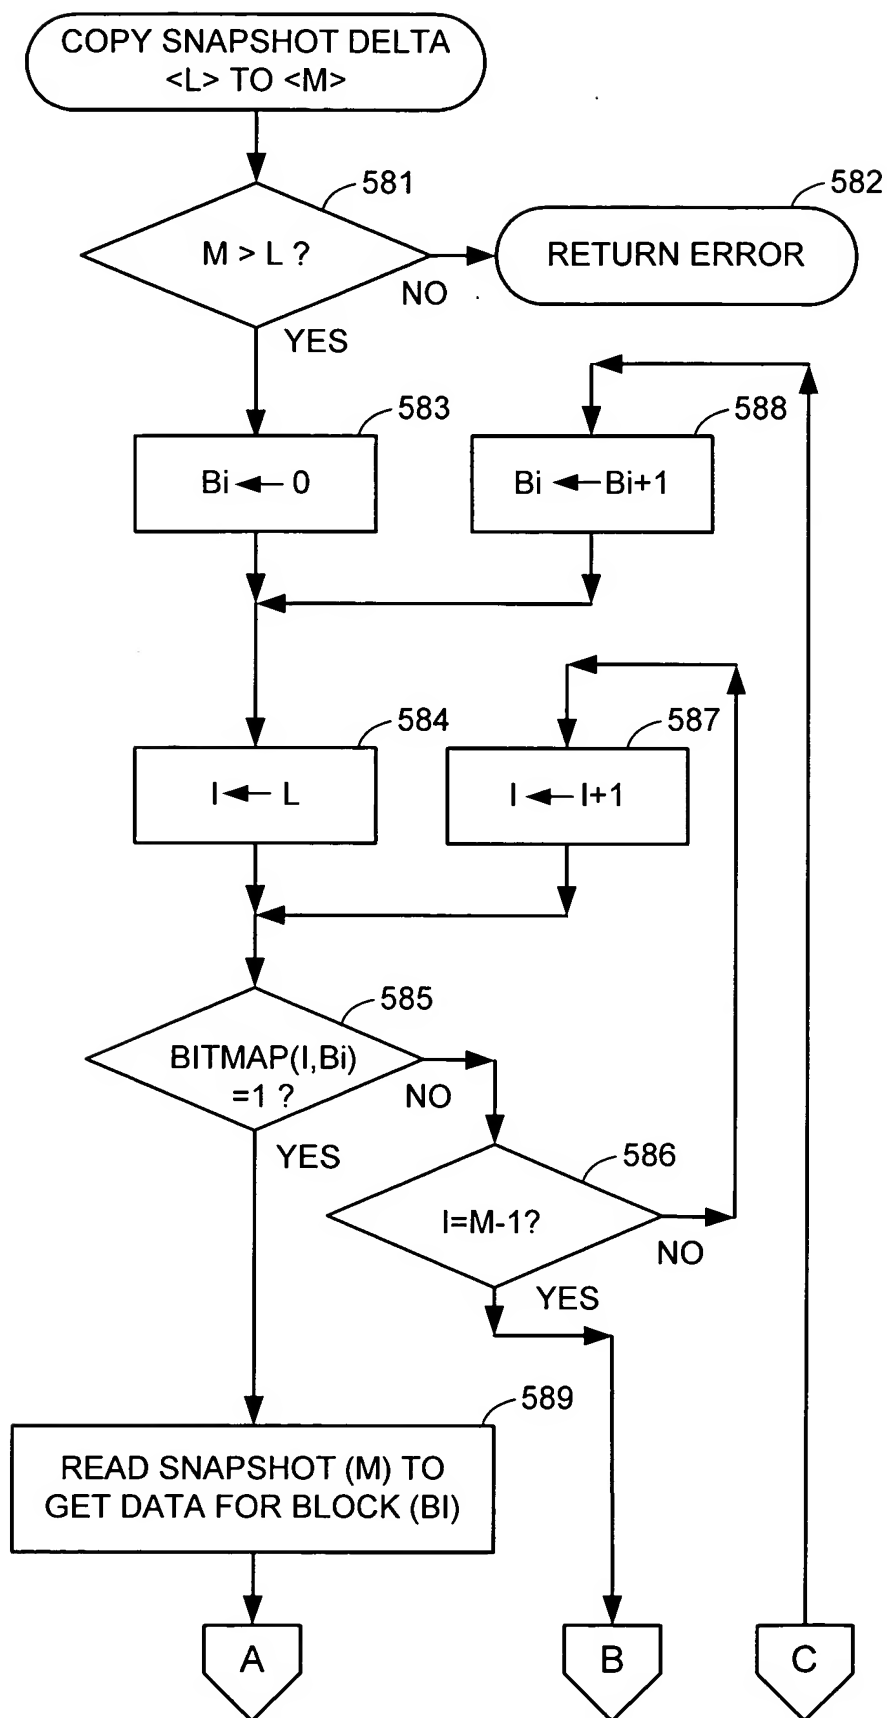 COPY SNAPSHOT DELTA
<L> TO <M>
581
M > L ?
NO
YES
582
RETURN ERROR
583
Bi ← 0
588
Bi ← Bi+1
584
I ← L
587
I ← I+1
585
BITMAP(I,Bi)
=1 ?
NO
YES
586
I=M-1?
NO
YES
589
READ SNAPSHOT (M) TO
GET DATA FOR BLOCK (BI)
A
B
C